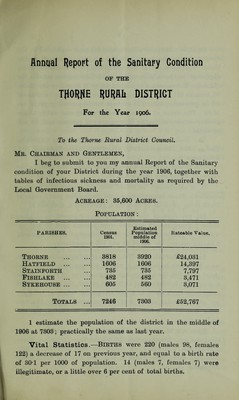 Annual Report of the Sanitary Condition
OF THE
THORNE RURAL DISTRICT
For the Year 1906.
To the Thorne Rural District Council.
MR. CHAIRMAN AND GENTLEMEN,
I beg to submit to you my annual Report of the Sanitary
condition of your District during the year 1906, together with
tables of infectious sickness and mortality as required by the
Local Government Board.
ACREAGE: 35,600 ACRES.
POPULATION:
PARISHES. Census 1901. Estimated Population middle of 1906. Rateable Value.
THORNE ... ... 3818 3920 £24,031
HATFIELD ... ... 1606 1606 14,397
STAINFORTH ... 735 735 7,797
FISHLAKE ... ... 482 482 3,471
SYKEHOUSE ... ... 605 560 3,071
TOTALS ... 7246 7303 £52,767
I estimate the population of the district in the middle of
1906 at 7303; practically the same as last year.
Vital Statistics.—BIRTHS were 220 (males 98, females
122) a decrease of 17 on previous year, and equal to a birth rate
of 30·1 per 1000 of population. 14 (males 7, females 7) were
illegitimate, or a little over 6 per cent of total births.